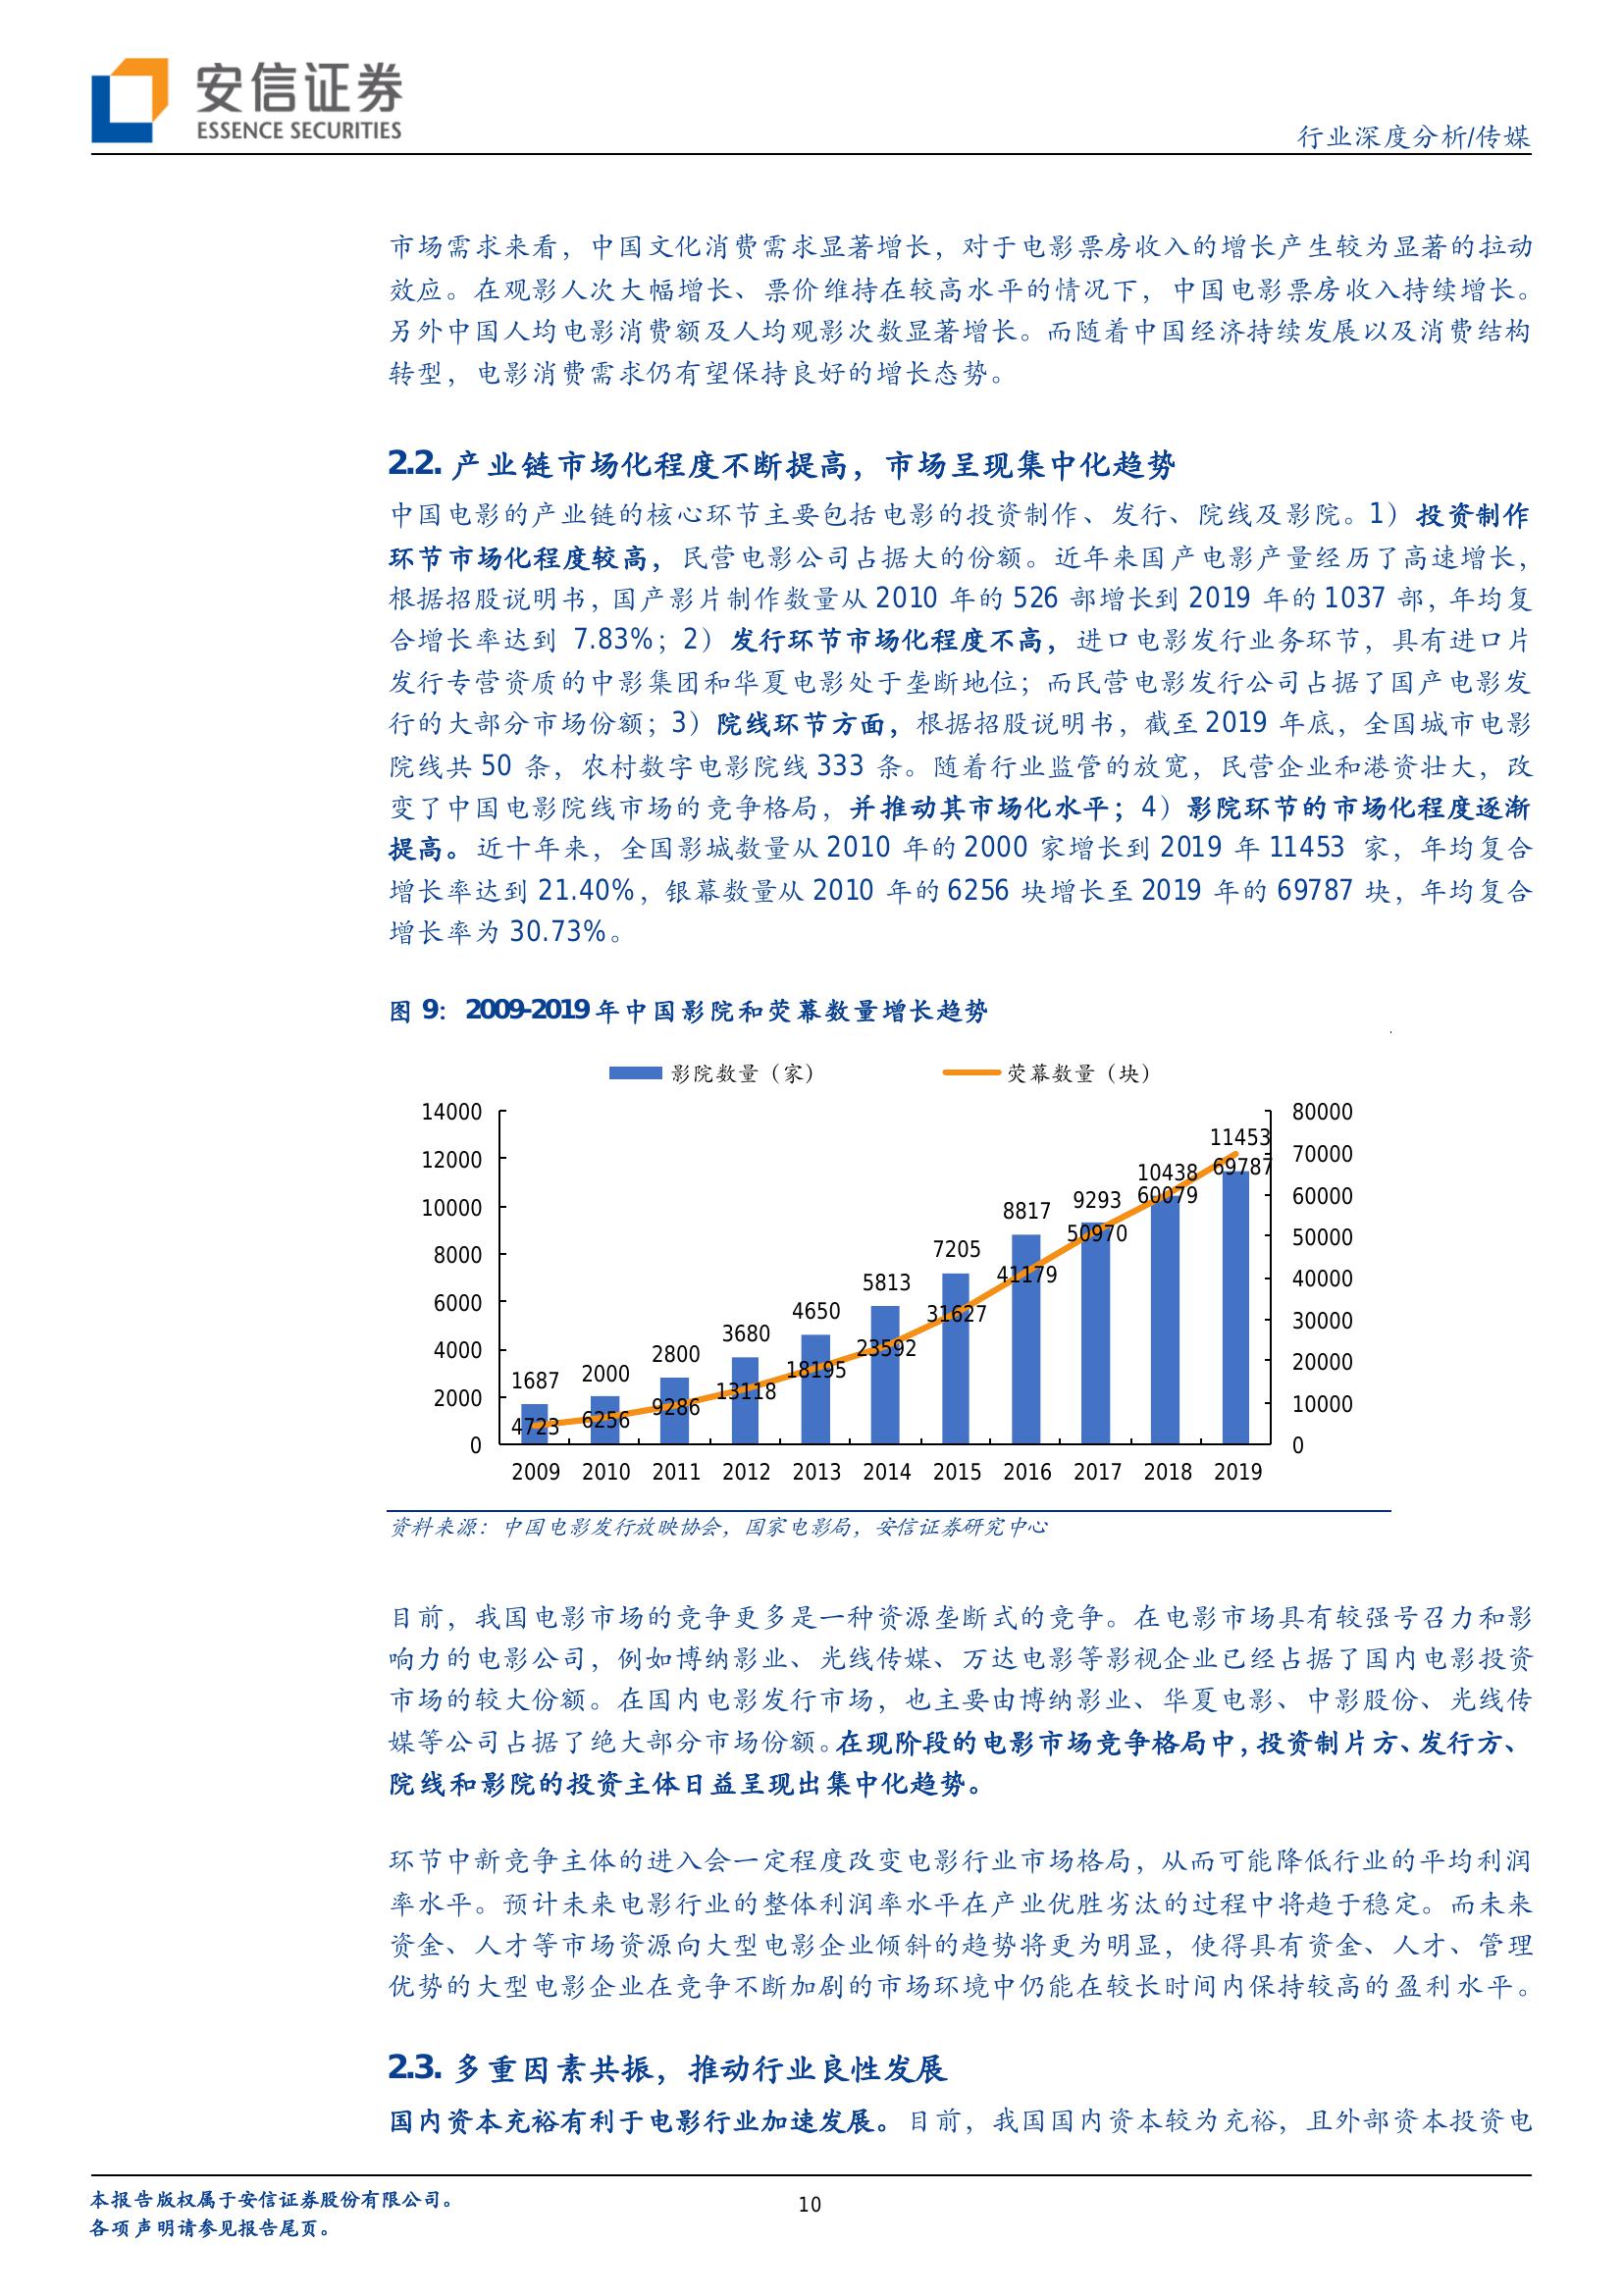 安信证券
ESSENCE SECURITIES
行业深度分析/传媒
市场需求来看，中国文化消费需求显著增长，对于电影票房收入的增长产生较为显著的拉动
效应。在观影人次大幅增长、票价维持在较高水平的情况下，中国电影票房收入持续增长。
另外中国人均电影消费额及人均观影次数显著增长。而随着中国经济持续发展以及消费结构
转型，电影消费需求仍有望保持良好的增长态势。
2.2. 产业链市场化程度不断提高，市场呈现集中化趋势
中国电影的产业链的核心环节主要包括电影的投资制作、发行、院线及影院。1）投资制作
环节市场化程度较高，民营电影公司占据大的份额。近年来国产电影产量经历了高速增长，
根据招股说明书，国产影片制作数量从 2010 年的 526 部增长到 2019 年的 1037 部，年均复
合增长率达到 7.83%；2）发行环节市场化程度不高，进口电影发行业务环节，具有进口片
发行专营资质的中影集团和华夏电影处于垄断地位；而民营电影发行公司占据了国产电影发
行的大部分市场份额；3）院线环节方面，根据招股说明书，截至 2019 年底，全国城市电影
院线共 50 条，农村数字电影院线 333 条。随着行业监管的放宽，民营企业和港资壮大，改
变了中国电影院线市场的竞争格局，并推动其市场化水平；4）影院环节的市场化程度逐渐
提高。近十年来，全国影城数量从 2010 年的 2000 家增长到 2019 年 11453 家，年均复合
增长率达到 21.40%，银幕数量从 2010 年的 6256 块增长至 2019 年的 69787 块，年均复合
增长率为 30.73%。
图 9：2009-2019 年中国影院和荧幕数量增长趋势
影院数量（家） 荧幕数量（块）
14000 80000
12000 70000
10000 60000
8000 50000
6000 40000
4000 30000
2000 20000
0 10000
0
1687 2000 2800 3680 4650 5813 7205 8817 9293 10438 11453
4723 6256 9286 13118 18195 23592 31627 41179 50970 60079 69787
2009 2010 2011 2012 2013 2014 2015 2016 2017 2018 2019
资料来源：中国电影发行放映协会，国家电影局，安信证券研究中心
目前，我国电影市场的竞争更多是一种资源垄断式的竞争。在电影市场具有较强号召力和影
响力的电影公司，例如博纳影业、光线传媒、万达电影等影视企业已经占据了国内电影投资
市场的较大份额。在国内电影发行市场，也主要由博纳影业、华夏电影、中影股份、光线传
媒等公司占据了绝大部分市场份额。在现阶段的电影市场竞争格局中，投资制片方、发行方、
院线和影院的投资主体日益呈现出集中化趋势。
环节中新竞争主体的进入会一定程度改变电影行业市场格局，从而可能降低行业的平均利润
率水平。预计未来电影行业的整体利润率水平在产业优胜劣汰的过程中将趋于稳定。而未来
资金、人才等市场资源向大型电影企业倾斜的趋势将更为明显，使得具有资金、人才、管理
优势的大型电影企业在竞争不断加剧的市场环境中仍能在较长时间内保持较高的盈利水平。
2.3. 多重因素共振，推动行业良性发展
国内资本充裕有利于电影行业加速发展。目前，我国国内资本较为充裕，且外部资本投资电
本报告版权属于安信证券股份有限公司。
各项声明请参见报告尾页。
10